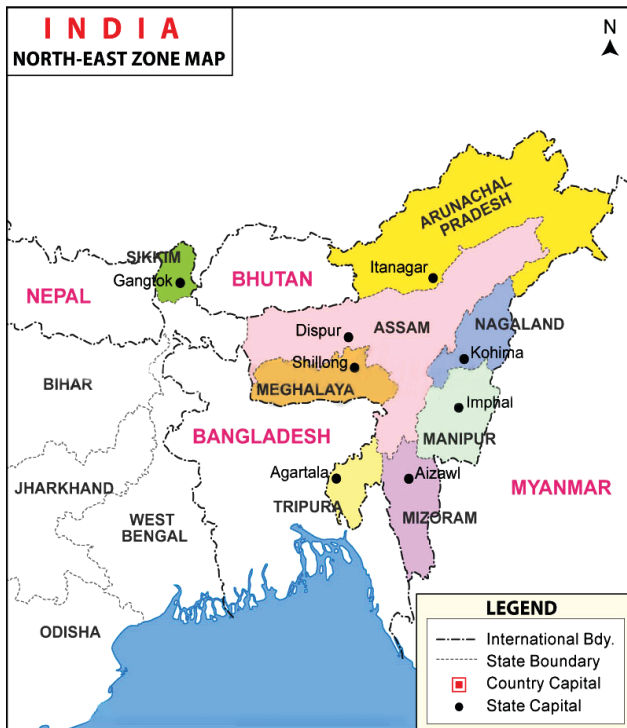 INDIA
NORTH-EAST ZONE MAP
N
ARUNACHAL
PRADESH
SIKKIM
Gangtok
NEPAL
BHUTAN
Itanagar
Dispur
ASSAM
NAGALAND
Shillong
Kohima
BIHAR
MEGHALAYA
Imphal
BANGLADESH
MANIPUR
Agartala
Aizawl
JHARKHAND
MYANMAR
TRIPURA
MIZORAM
WEST
BENGAL
ODISHA
LEGEND
International Bdy.
State Boundary
Country Capital
State Capital